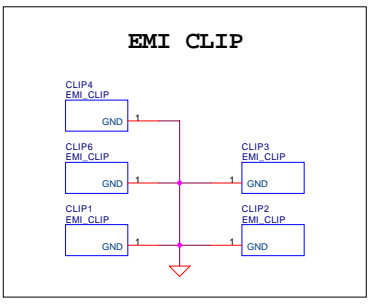 EMI CLIP
CLIP4
EMI_CLIP
GND 1
CLIP6
EMI_CLIP
GND 1
CLIP3
EMI_CLIP
1 GND
CLIP1
EMI_CLIP
GND 1
CLIP2
EMI_CLIP
1 GND